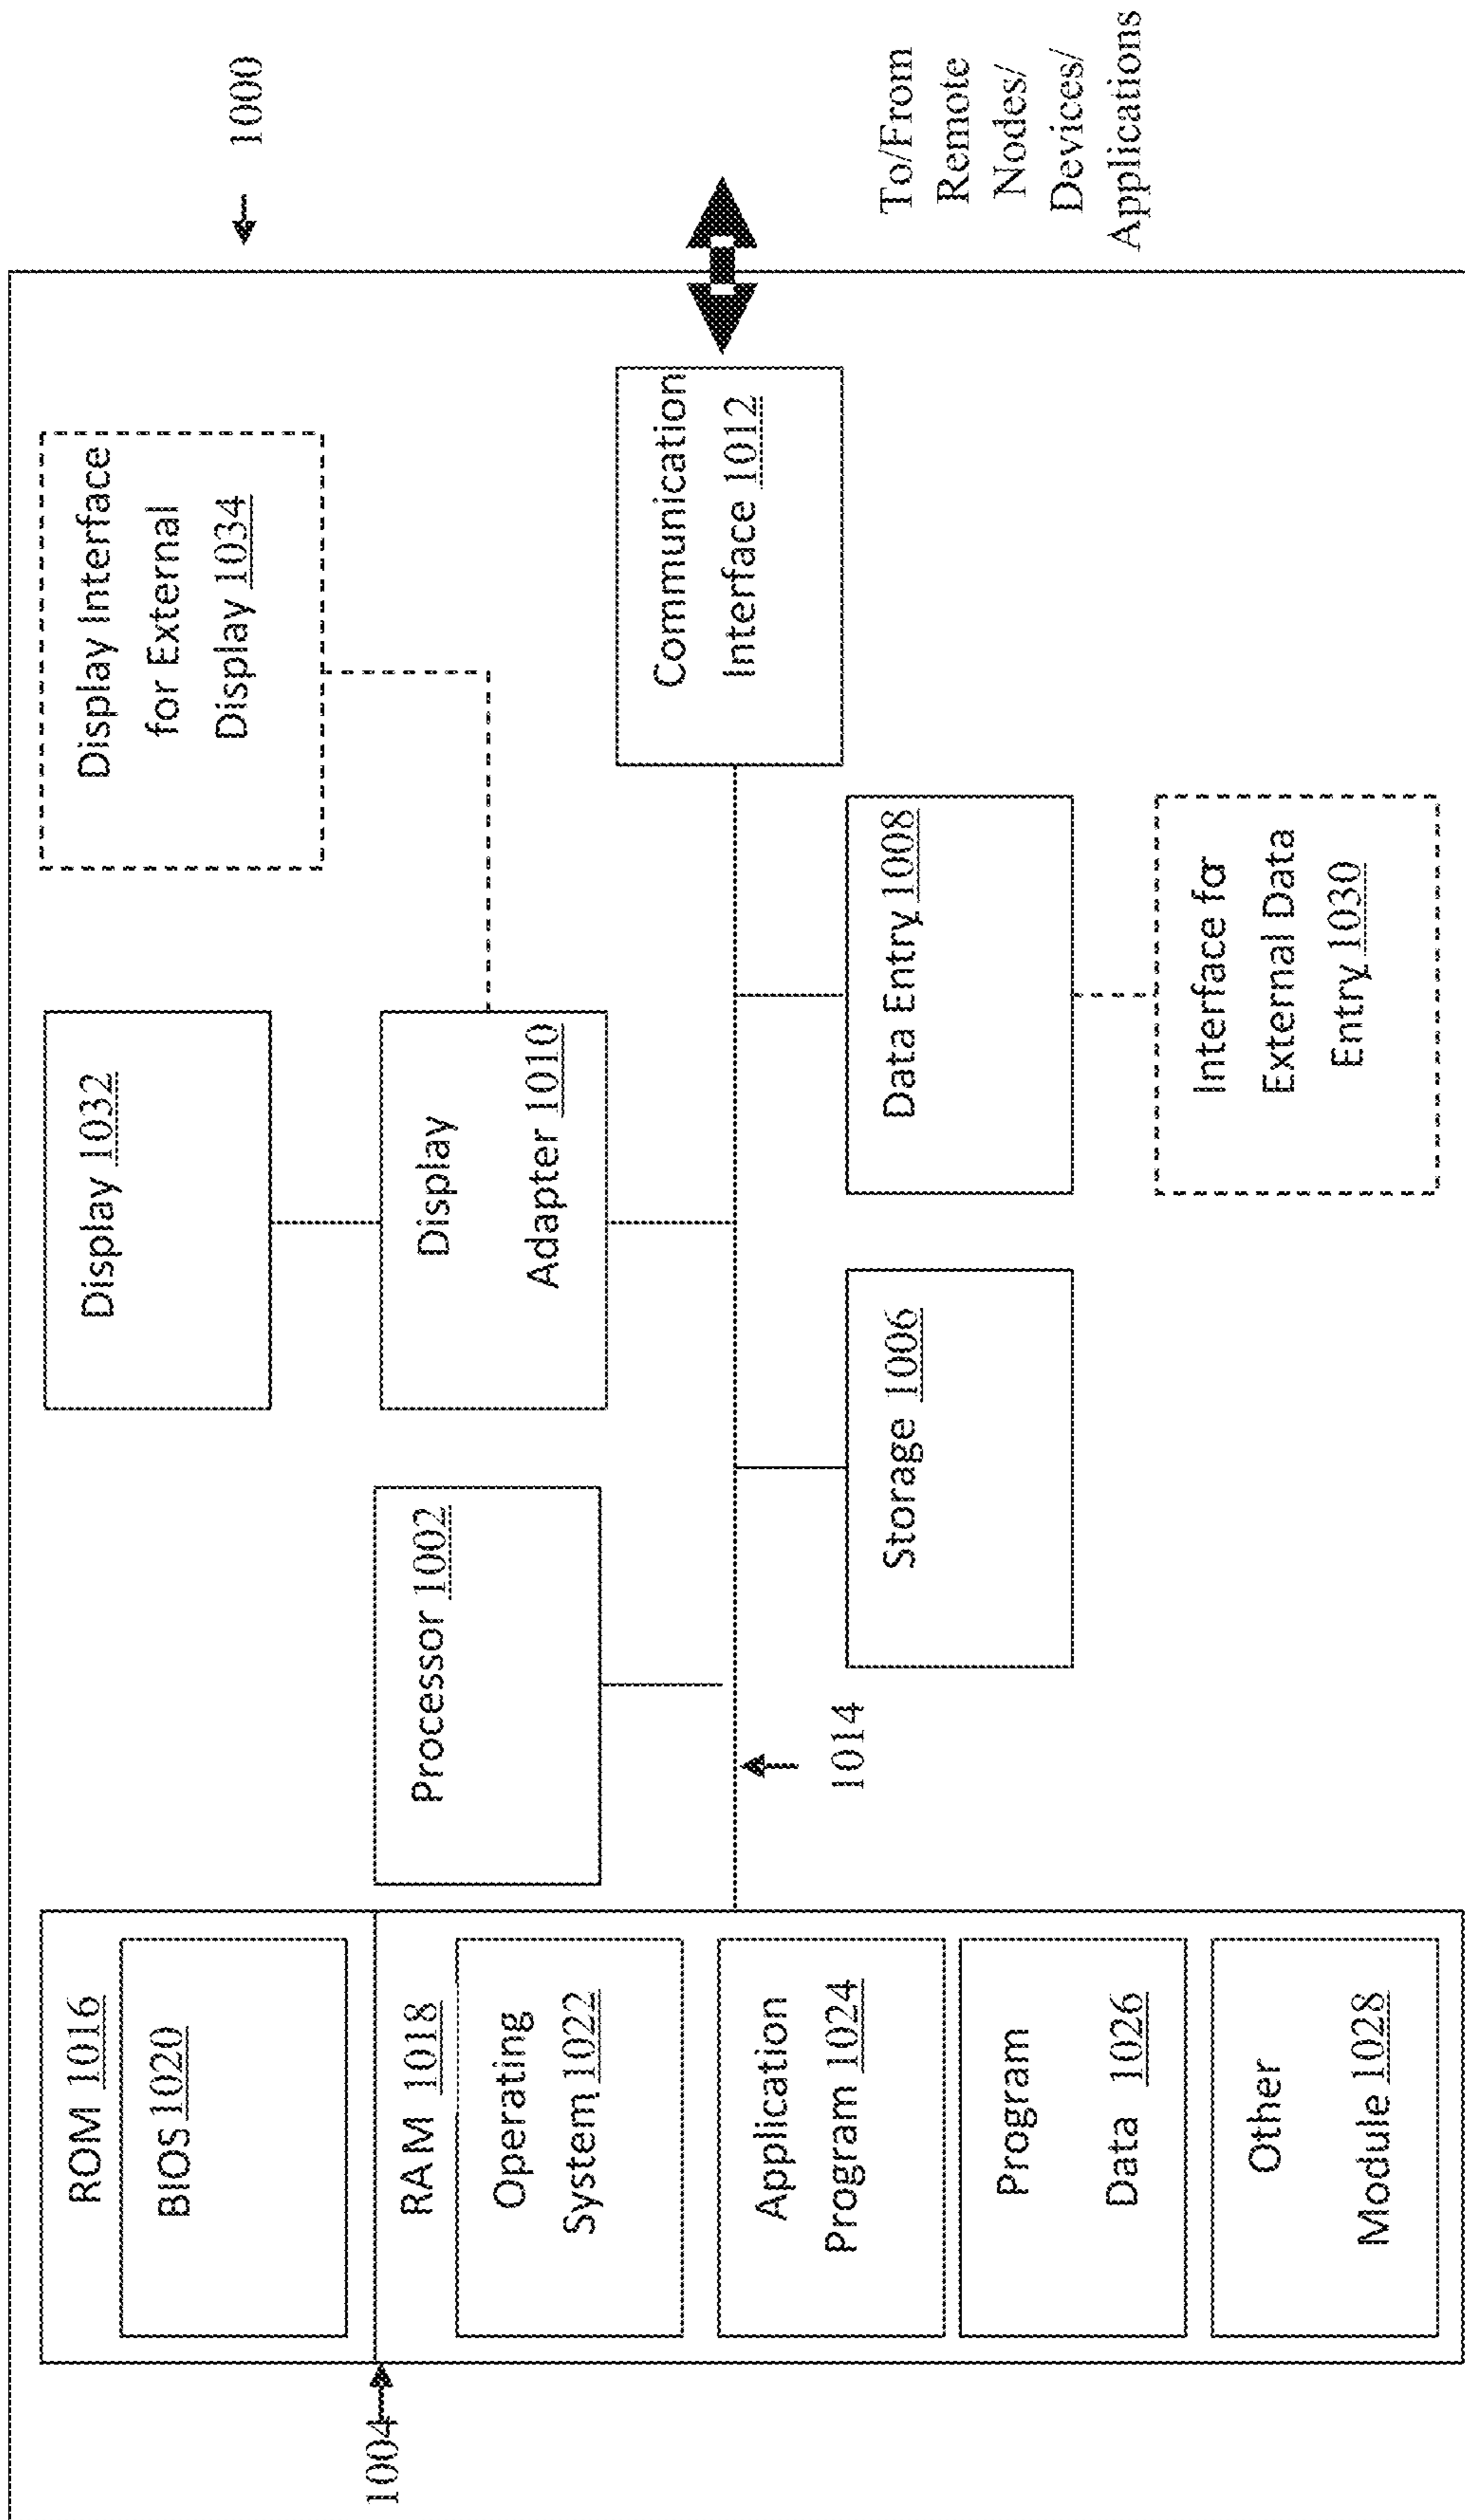 1000
ROM 1016
BIOS 1020
RAM 1018
Operating
System 1022
Application
Program 1024
Program
Data 1026
Other
Module 1028
1004
Processor 1002
1014
Display 1032
Display
Adapter 1010
Storage 1006
Display Interface
for External
Display 1034
Data Entry 1008
Interface for
External Data
Entry 1030
Communication
Interface 1012
To/From
Remote
Nodes/
Devices/
Applications